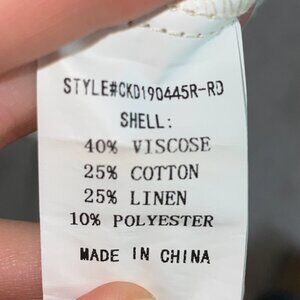 STYLE#CKD190445R-RD
SHELL:
40% VISCOSE
25% COTTON
25% LINEN
10% POLYESTER
MADE IN CHINA